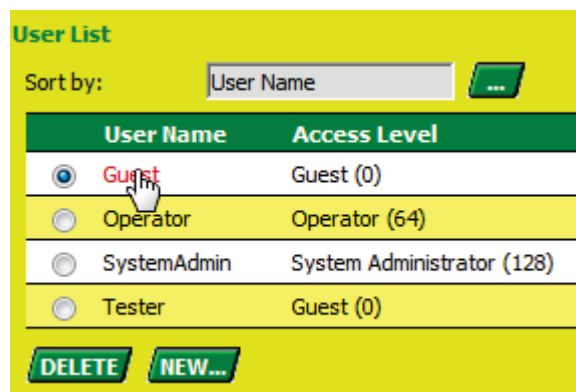 User List
Sort by: User Name ...
User Name Access Level
Guest Guest (0)
Operator Operator (64)
SystemAdmin System Administrator (128)
Tester Guest (0)
DELETE NEW...